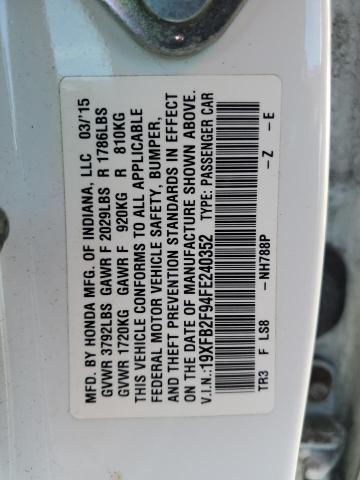 MFD. BY HONDA MFG. OF INDIANA, LLC 03/'15
GVWR 3792LBS GAWR F 2029LBS R 1786LBS
GVWR 1720KG GAWR F 920KG R 810KG
THIS VEHICLE CONFORMS TO ALL APPLICABLE
FEDERAL MOTOR VEHICLE SAFETY, BUMPER,
AND THEFT PREVENTION STANDARDS IN EFFECT
ON THE DATE OF MANUFACTURE SHOWN ABOVE.
V.I.N.:19XFB2F94FE240352 TYPE: PASSENGER CAR
-NH788P -Z -E
TR3 F LS8